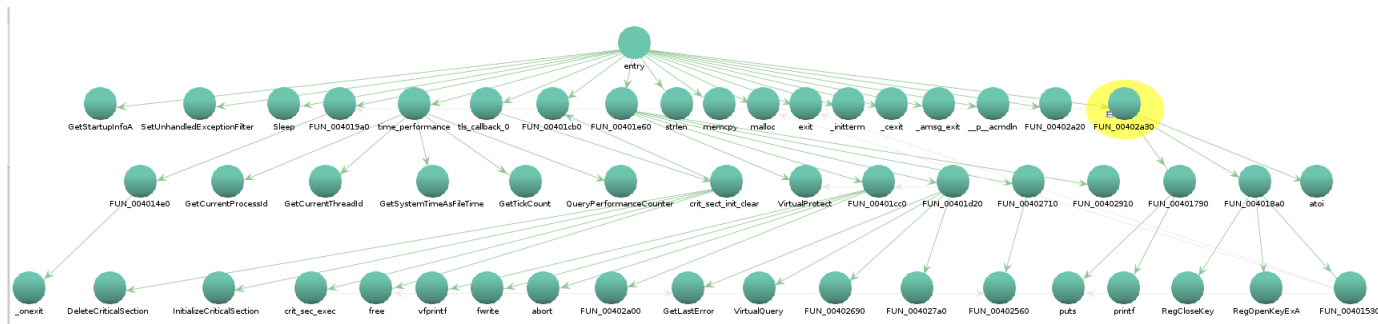 entry
GetStartupInfoA SetUnhandledExceptionFilter Sleep FUN_004019a0 time_performance tls_callback_0 FUN_00401cb0 FUN_00401e60 strlen memcpy malloc exit _initterm _cexit _amsg_exit __p__acmdln FUN_00402a20 FUN_00402a30
FUN_004014e0 GetCurrentProcessId GetCurrentThreadId GetSystemTimeAsFileTime GetTickCount QueryPerformanceCounter crit_sect_init_clear VirtualProtect FUN_00401cc0 FUN_00401d20 FUN_00402710 FUN_00402910 FUN_00401790 FUN_004018a0 atoi
_onexit DeleteCriticalSection InitializeCriticalSection crit_sec_exec free vfprintf fwrite abort FUN_00402a00 GetLastError VirtualQuery FUN_00402690 FUN_004027a0 FUN_00402560 puts printf RegCloseKey RegOpenKeyExA FUN_00401530